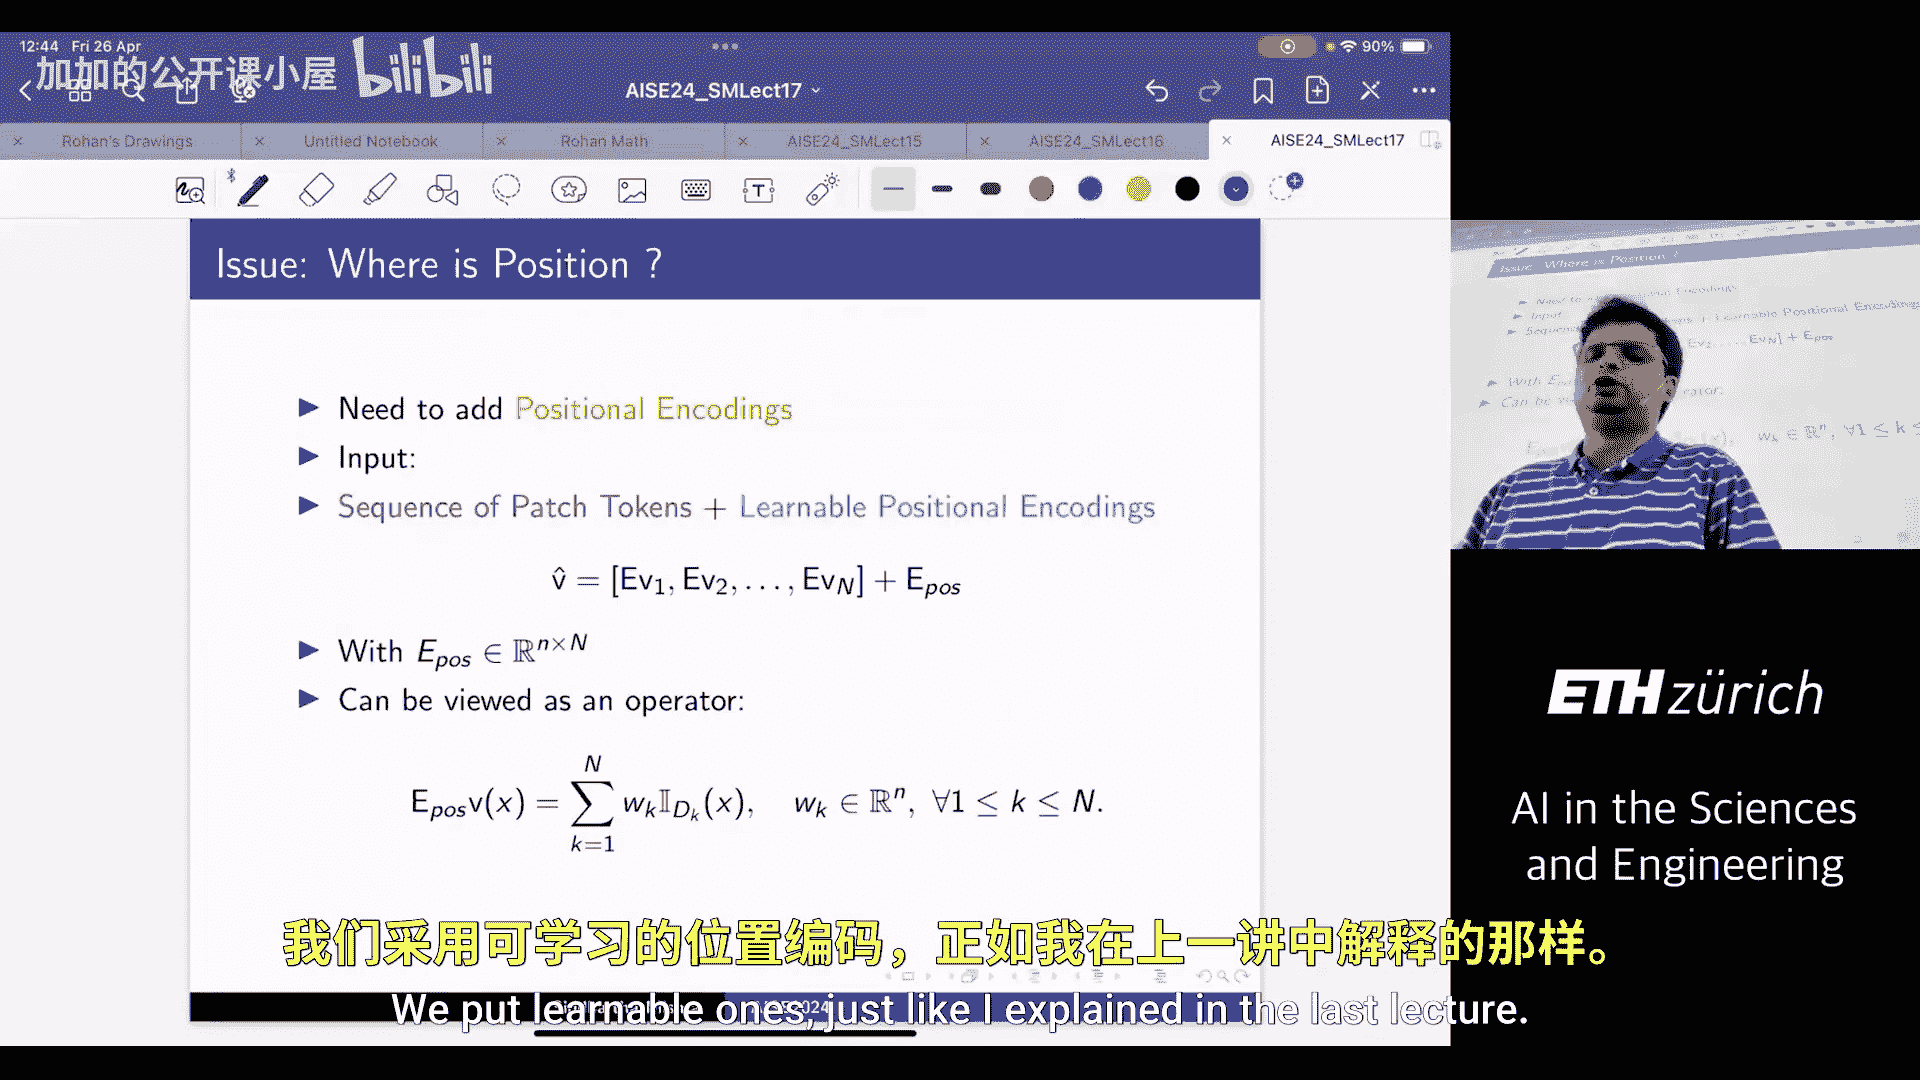 12:44 Fri 26 Apr
90%
加加的公开课小屋 bilibili
AISE24_SMLect17
Rohan's Drawings
Untitled Notebook
Rohan Math
AISE24_SMLect15
AISE24_SMLect16
AISE24_SMLect17
Issue: Where is Position ?
Need to add Positional Encodings
Input:
Sequence of Patch Tokens + Learnable Positional Encodings
v̂ = [Ev₁, Ev₂, . . . , Ev_N] + E_pos
With E_pos ∈ ℝ^{n×N}
Can be viewed as an operator:
E_pos v(x) = ∑_{k=1}^{N} w_k 𝕀_{D_k}(x), w_k ∈ ℝⁿ, ∀1 ≤ k ≤ N.
我们采用可学习的位置编码，正如我在上一讲中解释的那样。
We put learnable ones, just like I explained in the last lecture.
Issue: Where is Position ?
ETH zürich
AI in the Sciences
and Engineering